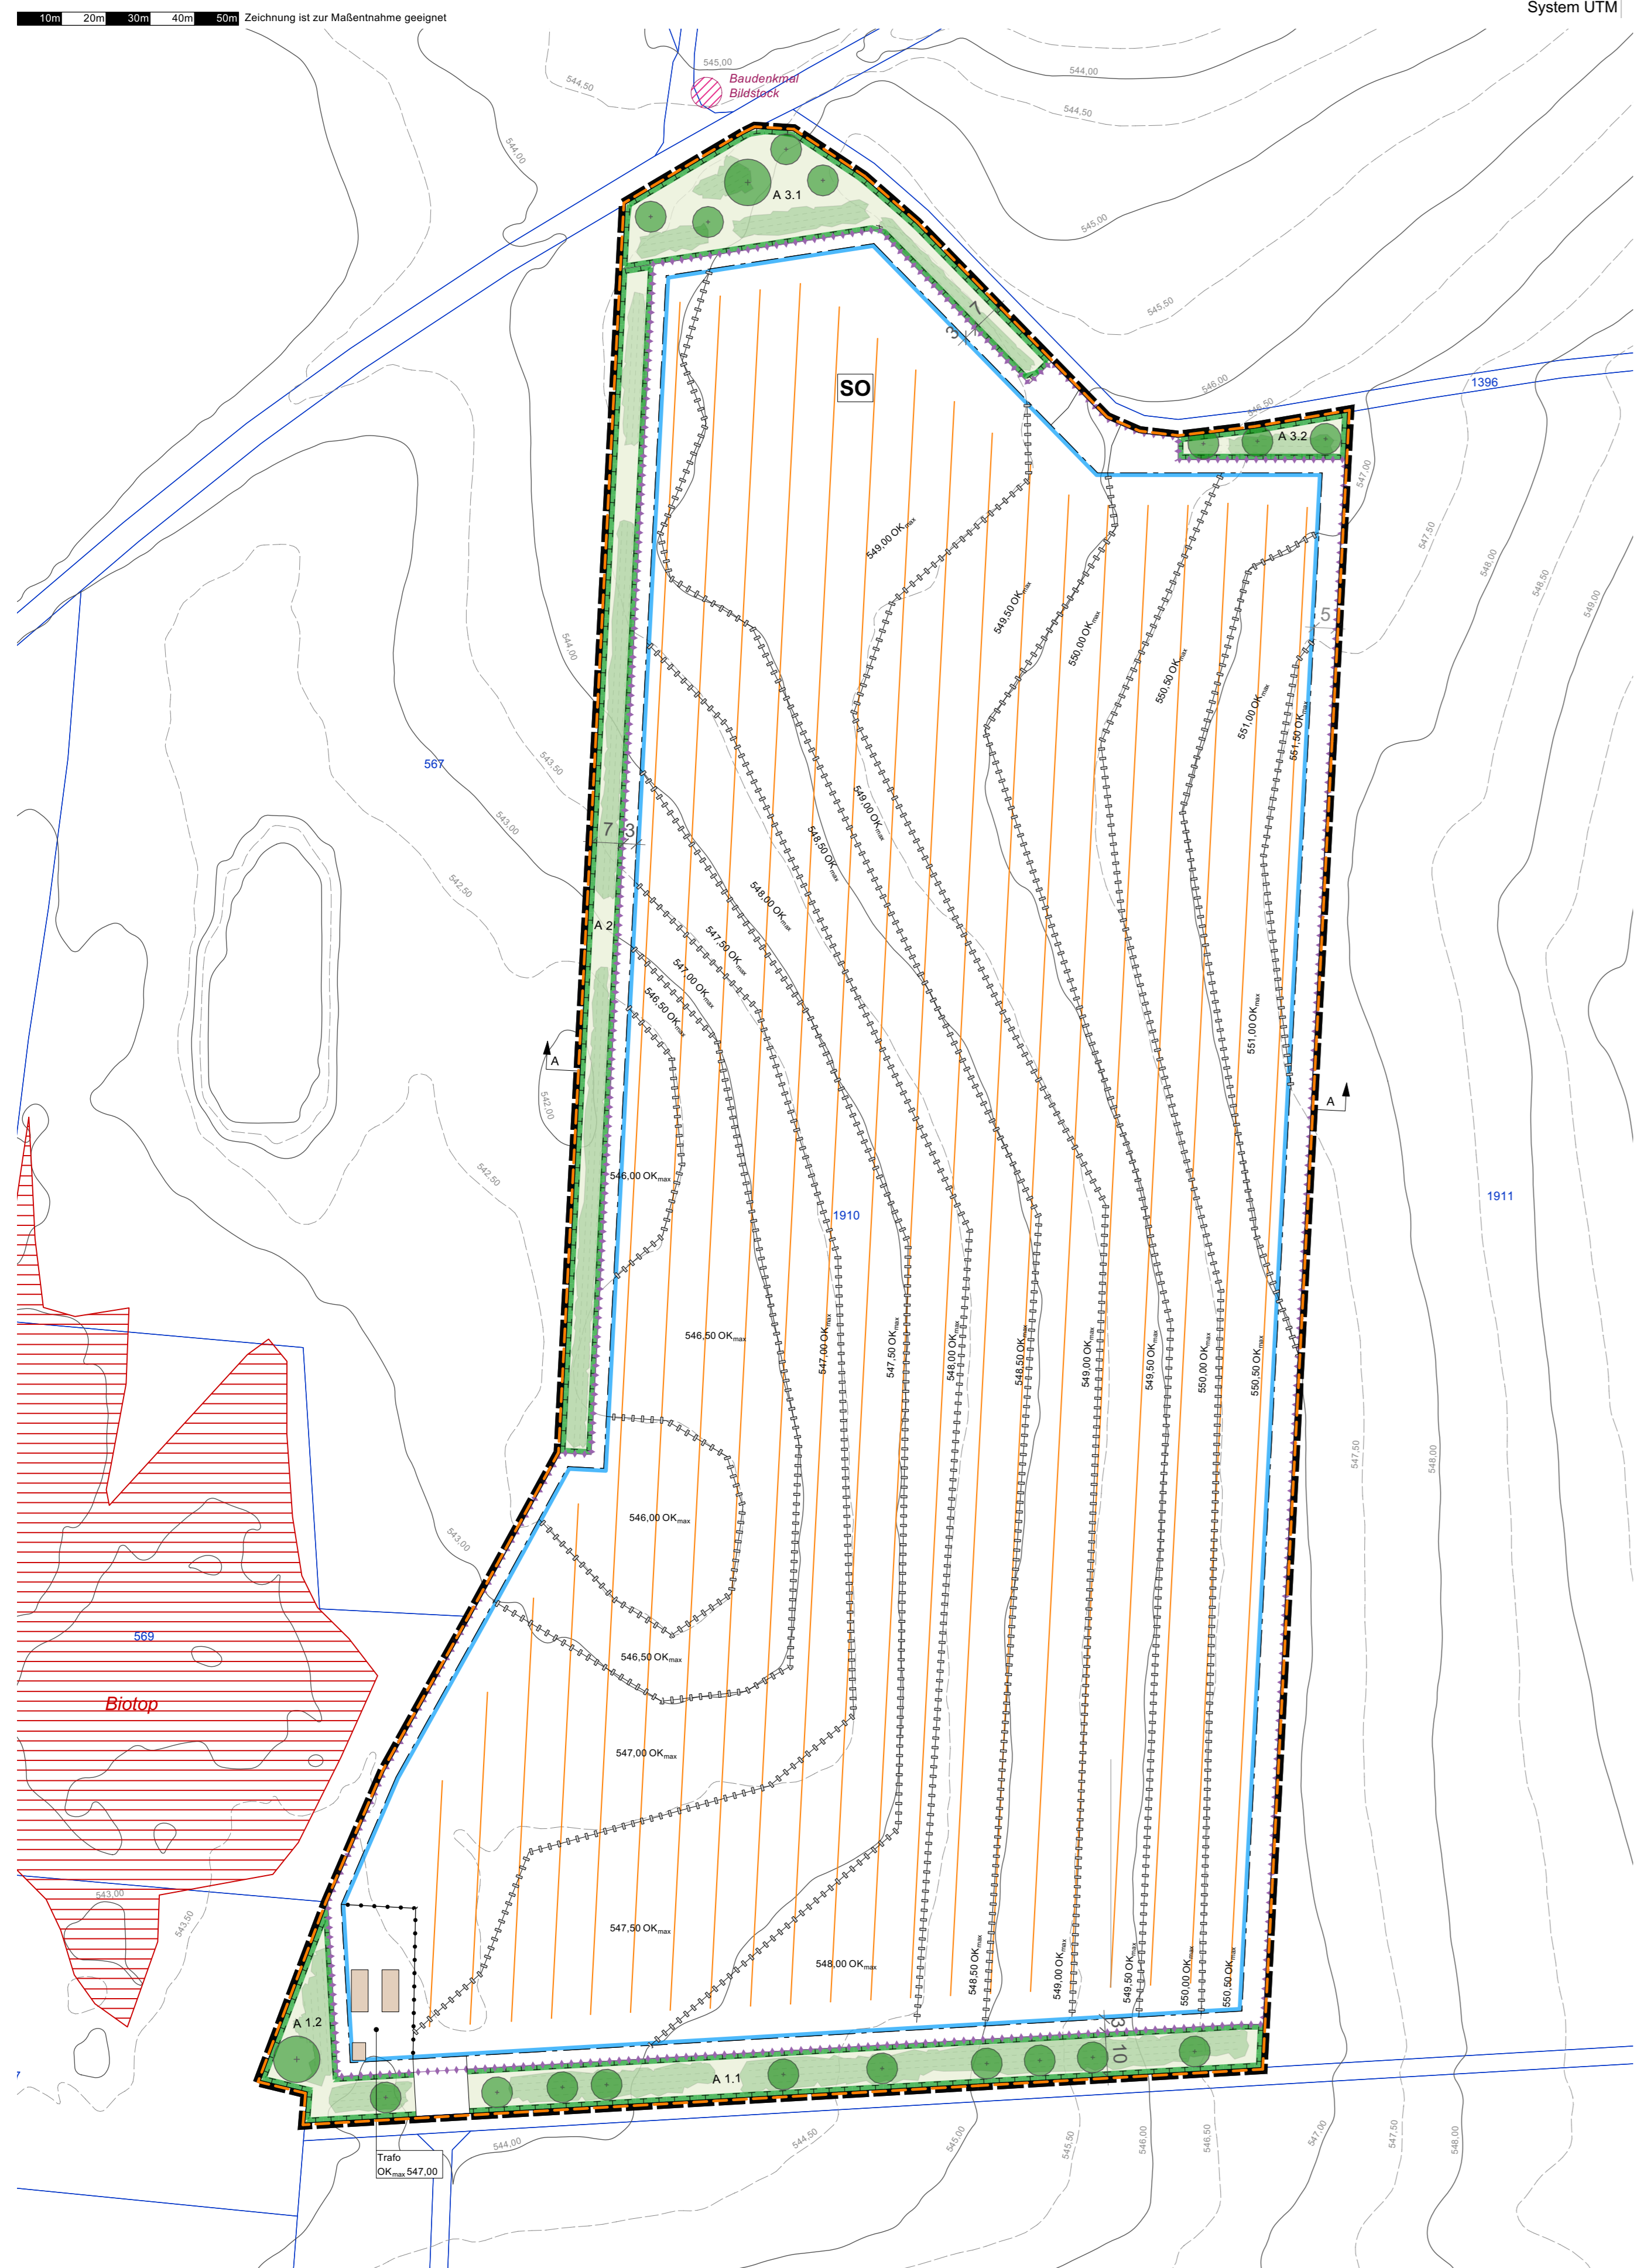 System UTM
10m 20m 30m 40m 50m Zeichnung ist zur Maßentnahme geeignet
545,00
544,00
Baudenkmal
Bildstock
544,50
544,50
544,00
A 3.1
545,00
545,50
7
3
546,00
1396
SO
546,50
A 3.2
547,00
549,00 OKmax
547,50
548,00
548,50
549,00
549,50 OKmax
5
550,00 OKmax
544,00
550,50 OKmax
551,00 OKmax
551,50 OKmax
567
543,50
543,00
7
3
549,00 OKmax
548,50 OKmax
542,50
548,00 OKmax
A 2
547,50 OKmax
547,00 OKmax
546,50 OKmax
551,00 OKmax
A
A
542,00
542,50
546,00 OKmax
1910
1911
546,50 OKmax
547,00 OKmax
547,50 OKmax
548,00 OKmax
548,50 OKmax
549,00 OKmax
549,50 OKmax
550,00 OKmax
550,50 OKmax
547,50
548,00
546,00 OKmax
543,00
569
546,50 OKmax
Biotop
547,00 OKmax
543,00
543,50
547,50 OKmax
548,00 OKmax
548,50 OKmax
549,00 OKmax
549,50 OKmax
550,00 OKmax
550,50 OKmax
A 1.2
3
10
A 1.1
544,00
544,50
545,00
545,50
546,00
546,50
547,00
547,50
548,00
Trafo
OKmax 547,00